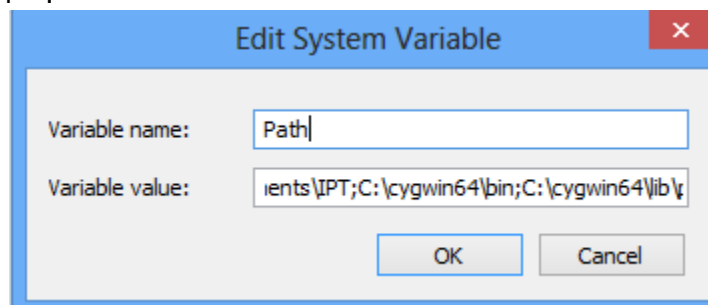 Edit System Variable
Variable name:
Path
Variable value:
ents\IPT;C:\cygwin64\bin;C:\cygwin64\lib\
OK
Cancel